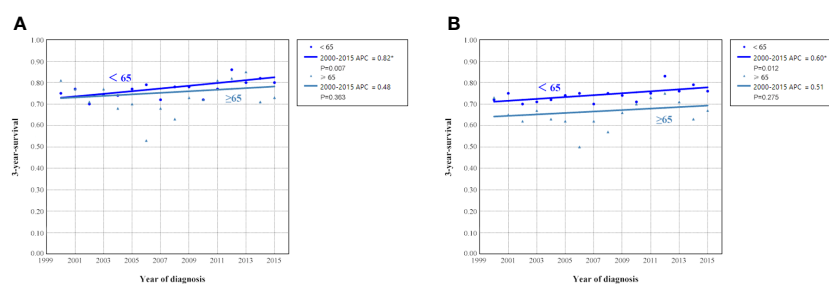 A
1.00
0.90
0.80
0.70
0.60
0.50
0.40
0.30
0.20
0.10
0.00
3-year-survival
< 65
≥65
1999 2001 2003 2005 2007 2009 2011 2013 2015
Year of diagnosis
< 65
2000-2015 APC = 0.82*
P=0.007
≥ 65
2000-2015 APC = 0.48
P=0.363
B
1.00
0.90
0.80
0.70
0.60
0.50
0.40
0.30
0.20
0.10
0.00
3-year-survival
< 65
≥65
1999 2001 2003 2005 2007 2009 2011 2013 2015
Year of diagnosis
< 65
2000-2015 APC = 0.60*
P=0.012
≥ 65
2000-2015 APC = 0.51
P=0.275